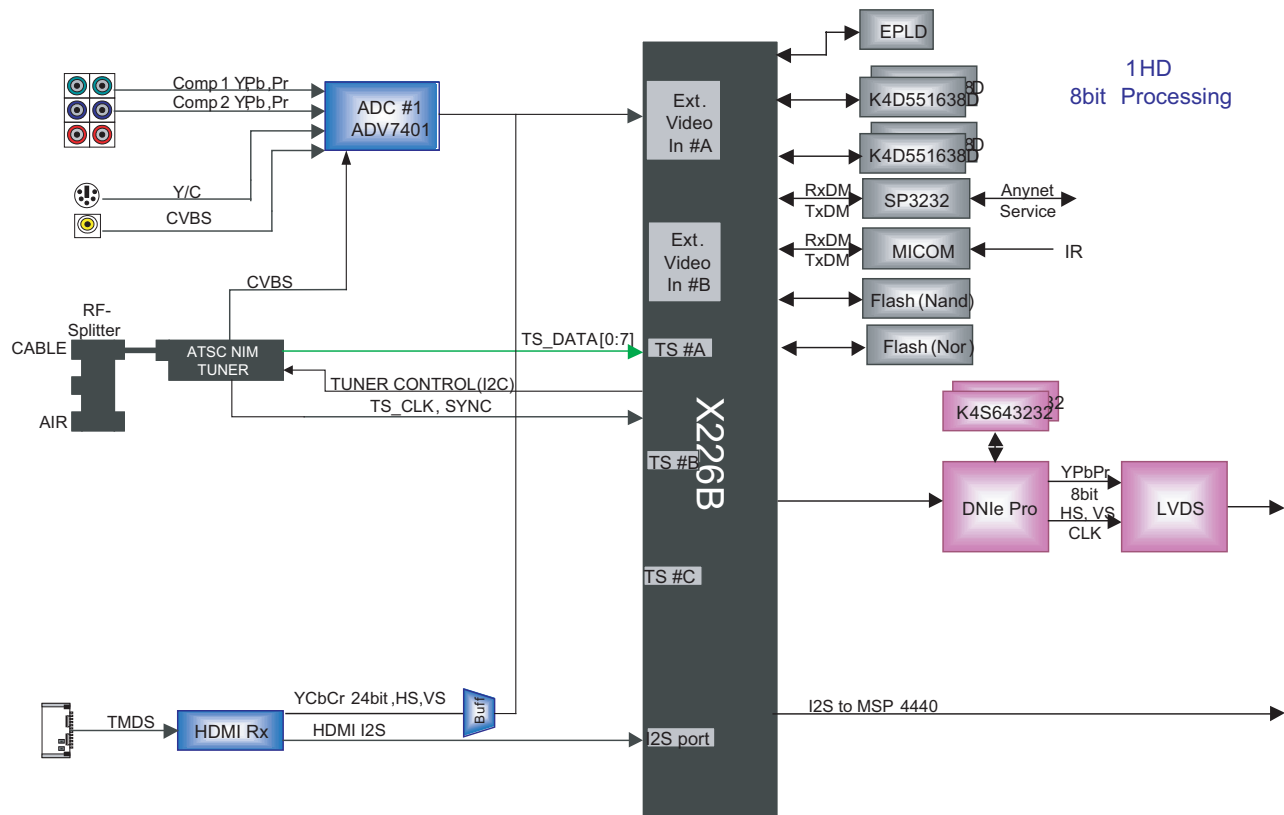 EPLD
1HD
8bit Processing
Comp 1 YPb,Pr
Comp 2 YPb,Pr
ADC #1
ADV7401
Ext.
Video
In #A
8D
K4D551638D
8D
K4D551638D
Y/C
CVBS
RxDM
TxDM
SP3232
Anynet
Service
Ext.
Video
In #B
RxDM
TxDM
MICOM
IR
CVBS
Flash (Nand)
RF-
Splitter
CABLE
ATSC NIM
TUNER
TS_DATA[0:7]
TS #A
Flash (Nor)
TUNER CONTROL(I2C)
TS_CLK, SYNC
AIR
X226B
TS #B
32
K4S643232
DNIe Pro
YPbPr
8bit
HS, VS
CLK
LVDS
TS #C
YCbCr 24bit ,HS,VS
Buff
TMDS
HDMI Rx
HDMI I2S
I2S port
I2S to MSP 4440